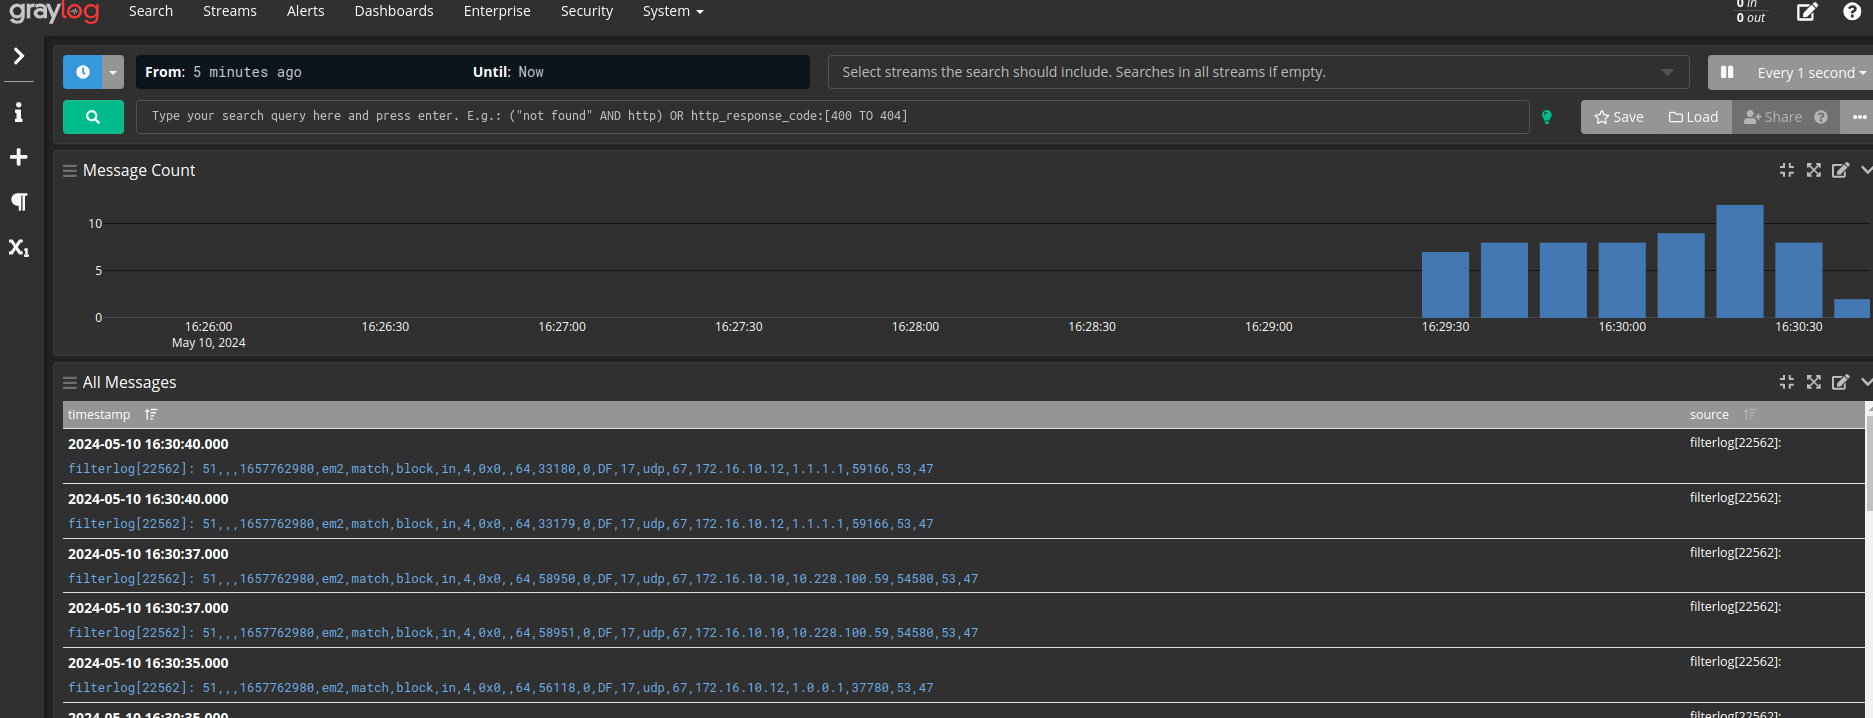 graylog Search Streams Alerts Dashboards Enterprise Security System 0 in
0 out
From: 5 minutes ago Until: Now Select streams the search should include. Searches in all streams if empty. Every 1 second
Type your search query here and press enter. E.g.: ("not found" AND http) OR http_response_code:[400 TO 404] Save Load Share
Message Count
10
5
0
16:26:00 16:26:30 16:27:00 16:27:30 16:28:00 16:28:30 16:29:00 16:29:30 16:30:00 16:30:30
May 10, 2024
All Messages
timestamp source
2024-05-10 16:30:40.000 filterlog[22562]:
filterlog[22562]: 51,,,1657762980,em2,match,block,in,4,0x0,,64,33180,0,DF,17,udp,67,172.16.10.12,1.1.1.1,59166,53,47
2024-05-10 16:30:40.000 filterlog[22562]:
filterlog[22562]: 51,,,1657762980,em2,match,block,in,4,0x0,,64,33179,0,DF,17,udp,67,172.16.10.12,1.1.1.1,59166,53,47
2024-05-10 16:30:37.000 filterlog[22562]:
filterlog[22562]: 51,,,1657762980,em2,match,block,in,4,0x0,,64,58950,0,DF,17,udp,67,172.16.10.10,10.228.100.59,54580,53,47
2024-05-10 16:30:37.000 filterlog[22562]:
filterlog[22562]: 51,,,1657762980,em2,match,block,in,4,0x0,,64,58951,0,DF,17,udp,67,172.16.10.10,10.228.100.59,54580,53,47
2024-05-10 16:30:35.000 filterlog[22562]:
filterlog[22562]: 51,,,1657762980,em2,match,block,in,4,0x0,,64,56118,0,DF,17,udp,67,172.16.10.12,1.0.0.1,37780,53,47
2024-05-10 16:30:35.000 filterlog[22562]: